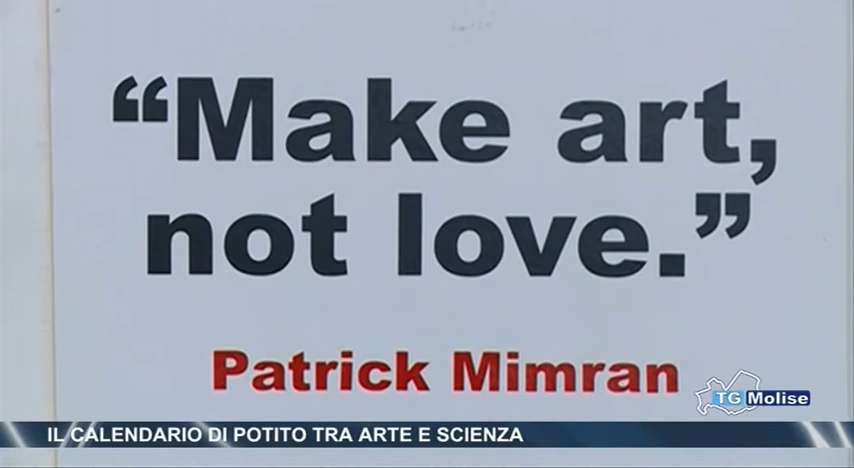 “Make art,
not love.”
Patrick Mimran
TG Molise
IL CALENDARIO DI POTITO TRA ARTE E SCIENZA